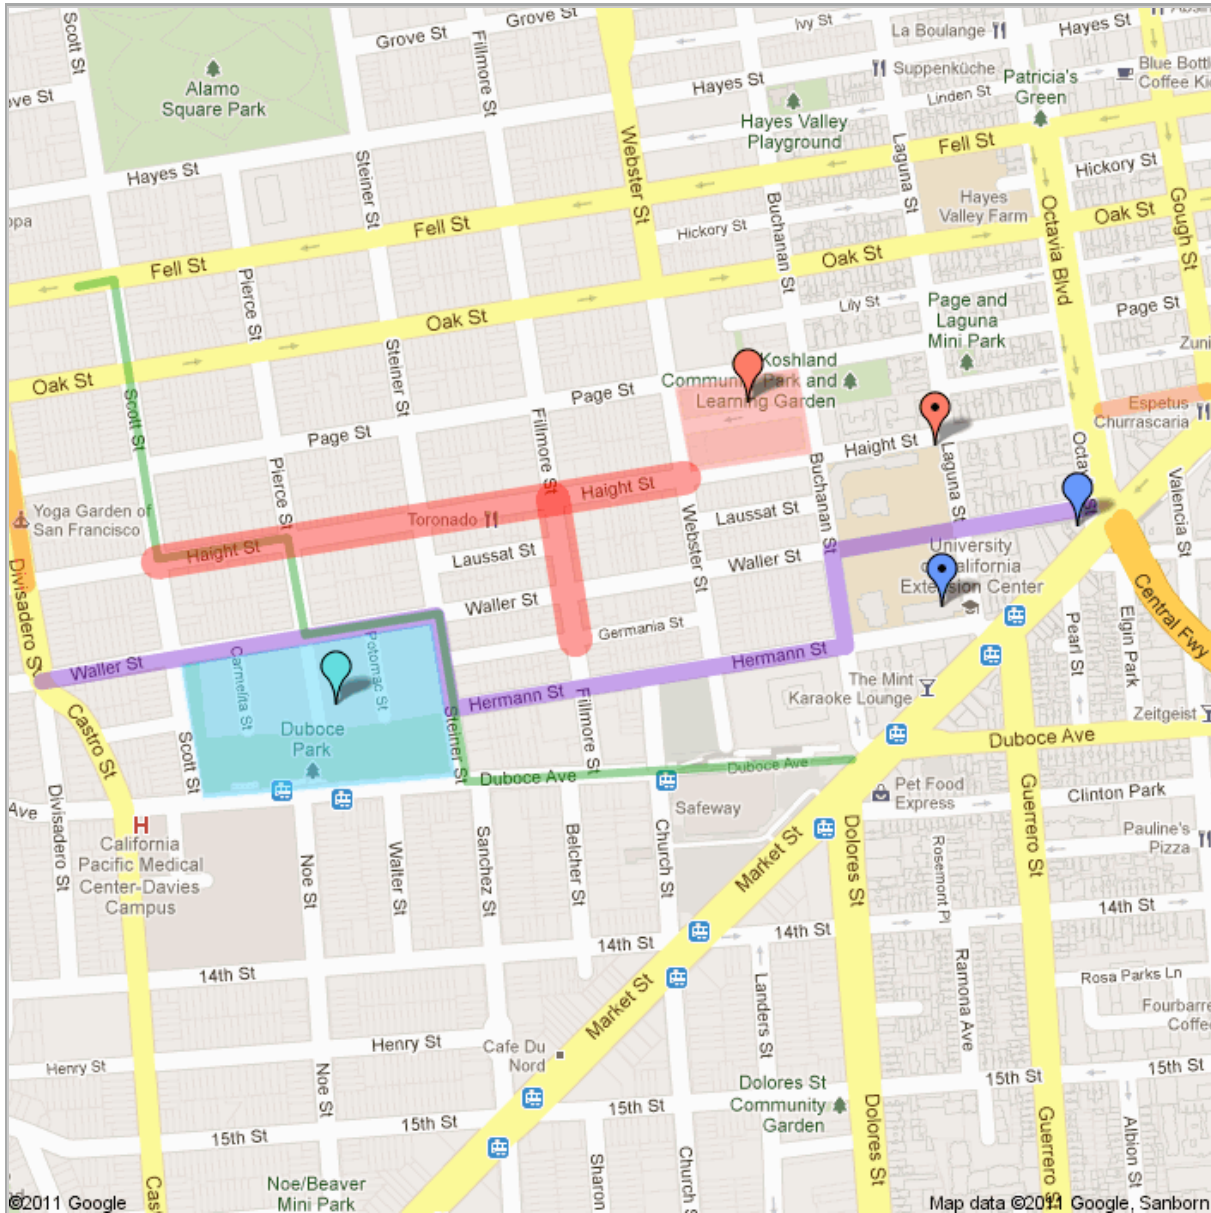 Scott St
Grove St
Fillmore St
Grove St
Ivy St
La Boulange
Hayes St
Suppenküche
Patricia's
Green
Blue Bottl
Coffee Ki
Alamo
Square Park
ove St
Hayes St
Linden St
Hayes Valley
Playground
Webster St
Laguna St
Fell St
Hickory St
Hayes St
Steiner St
Hayes
Valley Farm
Oak St
Gough St
Octavia Blvd
Buchanan St
opa
Fell St
Hickory St
Oak St
Fell St
Pierce St
Lily St
Page and
Laguna
Mini Park
Page St
Oak St
Steiner St
Zuni
Koshland
Community Park and
Learning Garden
Oak St
Scott St
Page St
Espetus
Churrascaria
Page St
Fillmore St
Haight St
Laguna St
Pierce St
Buchanan St
Valencia St
Yoga Garden of
San Francisco
Haight St
Toronado
Laussat St
Webster St
Haight St
Laussat St
Waller St
University
of California
Extension Center
Divisadero St
Waller St
Germania St
Central Fwy
Pearl St
Elgin Park
Waller St
Carmelita St
Potomac St
Hermann St
The Mint
Karaoke Lounge
Hermann St
Castro St
Scott St
Duboce
Park
Steiner St
Fillmore St
Zeitgeist
Duboce Ave
Duboce Ave
Duboce Ave
Divisadero St
Ave
Safeway
Pet Food
Express
Clinton Park
Guerrero St
H
California
Pacific Medical
Center-Davies
Campus
Noe St
Walter St
Sanchez St
Belcher St
Church St
Market St
Dolores St
Rosemont Pl
Pauline's
Pizza
14th St
14th St
14th St
14th St
Landers St
Ramona Ave
Rosa Parks Ln
Market St
Fourbarre
Coffe
Henry St
Henry St
Cafe Du
Nord
Noe St
15th St
15th St
Dolores St
Community
Garden
15th St
15th St
Dolores St
Guerrero St
Albion St
Noe/Beaver
Mini Park
Sharon
Church S
Cas
©2011 Google
Map data ©2011 Google, Sanborn